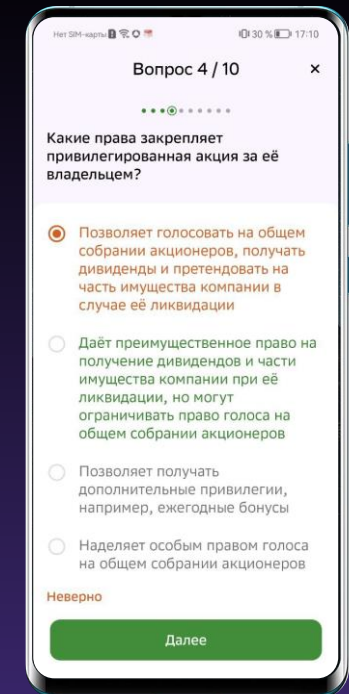 Нет SIM-карты 30 % 17:10
Вопрос 4 / 10 ×
Какие права закрепляет
привилегированная акция за её
владельцем?
Позволяет голосовать на общем
собрании акционеров, получать
дивиденды и претендовать на
часть имущества компании в
случае её ликвидации
Даёт преимущественное право на
получение дивидендов и части
имущества компании при её
ликвидации, но могут
ограничивать право голоса на
общем собрании акционеров
Позволяет получать
дополнительные привилегии,
например, ежегодные бонусы
Наделяет особым правом голоса
на общем собрании акционеров
Неверно
Далее